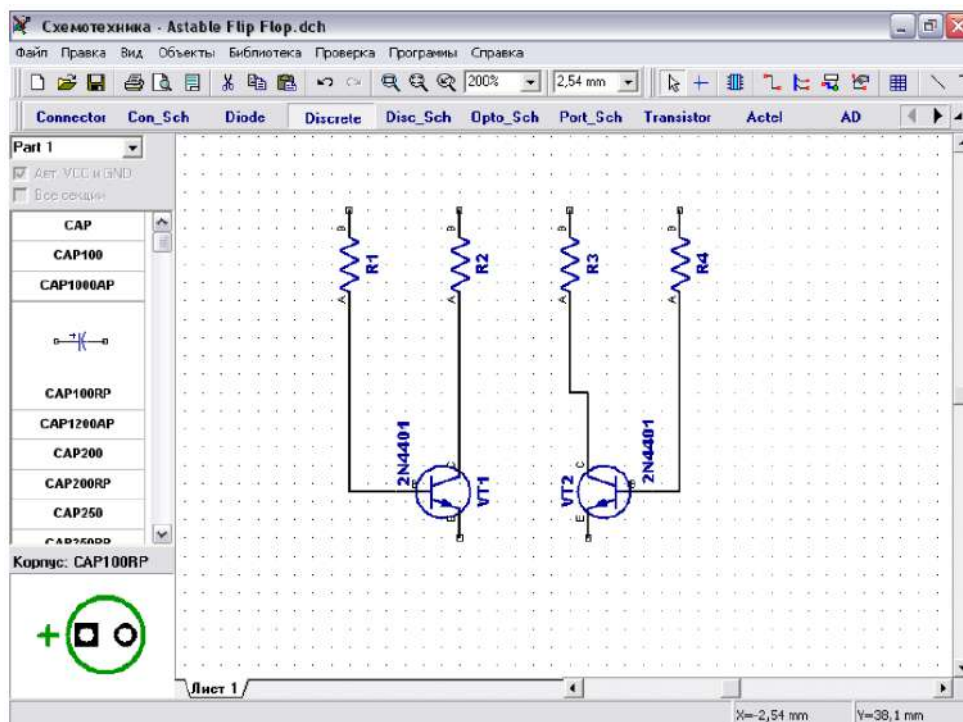 Схемотехника - Astable Flip Flop.dch
Файл Правка Вид Объекты Библиотека Проверка Программы Справка
200% 2,54 mm
Connector Con_Sch Diode Discrete Disc_Sch Opto_Sch Port_Sch Transistor Actel AD
Part 1
Авт. VCC и GND
Все секции
CAP
CAP100
CAP1000AP
CAP100RP
CAP1200AP
CAP200
CAP200RP
CAP250
CAP250RP
Корпус: CAP100RP
B B B B
R1 R2 R3 R4
A A A A
2N4401 2N4401
C C
B B
VT1 VT2
E E
Лист 1
X=-2,54 mm Y=38,1 mm